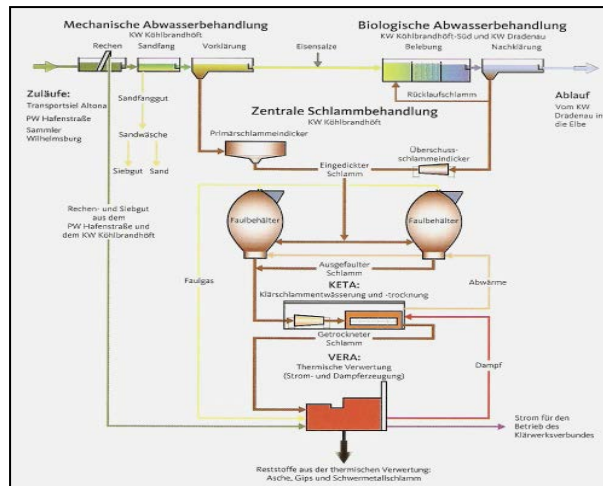 Mechanische Abwasserbehandlung
KW Köhlbrandhöft
Rechen
Sandfang
Vorklärung
Biologische Abwasserbehandlung
KW Köhlbrandhöft-Süd und KW Dradenau
Belebung
Nachklärung
Eisensalze
Zuläufe:
Transportsiel Altona
PW Hafenstraße
Sammler
Wilhelmsburg
Sandfanggut
Sandwäsche
Siebgut
Sand
Rücklaufschlamm
Ablauf
Vom KW
Dradenau in
die Elbe
Zentrale Schlammbehandlung
KW Köhlbrandhöft
Primärschlammeindicker
Überschuss-
schlammeindicker
Eingedickter
Schlamm
Faulbehälter
Faulbehälter
Rechen- und Siebgut
aus dem
PW Hafenstraße und
dem KW Köhlbrandhöft
Faulgas
Ausgefaulter
Schlamm
Abwärme
KETA:
Klärschlammentwässerung und -trocknung
Getrockneter
Schlamm
VERA:
Thermische Verwertung
(Strom- und Dampferzeugung)
Dampf
Strom für den
Betrieb des
Klärwerksverbundes
Reststoffe aus der thermischen Verwertung:
Asche, Gips und Schwermetallschlamm